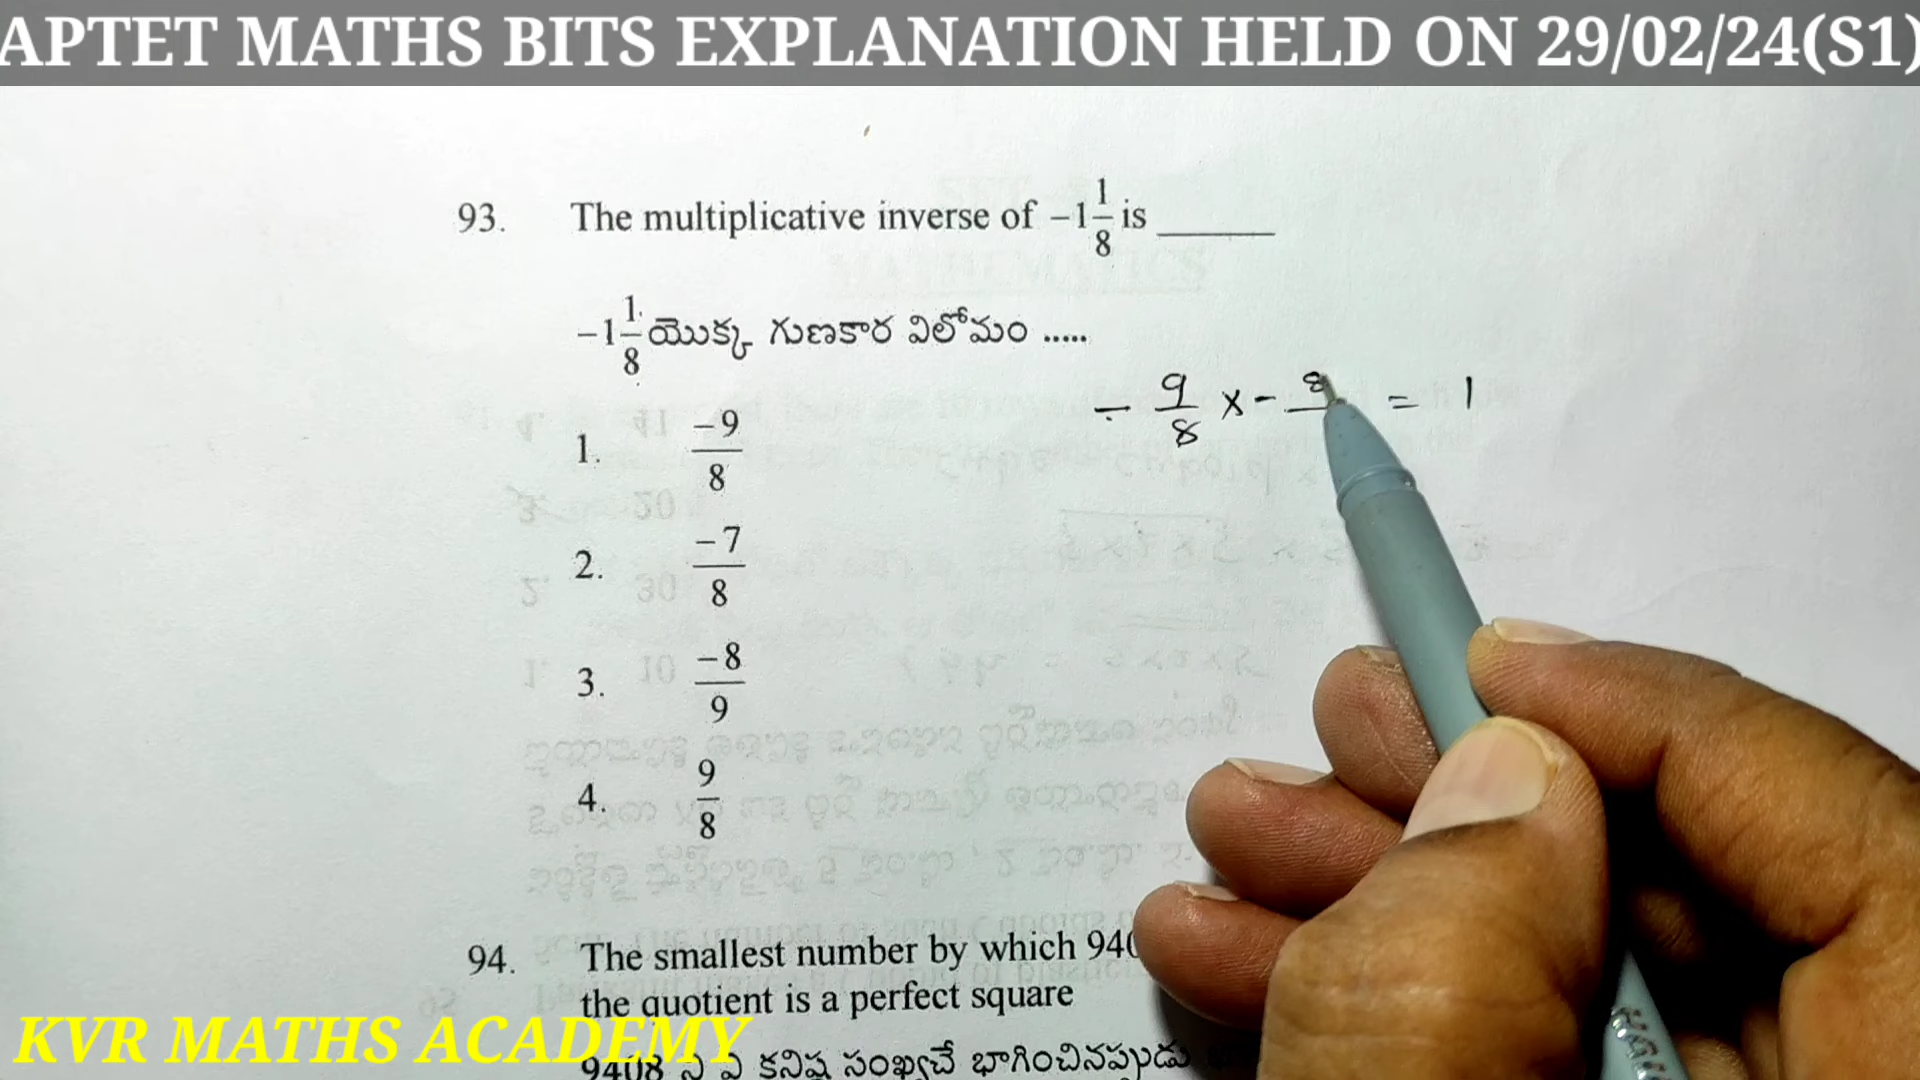 APTET MATHS BITS EXPLANATION HELD ON 29/02/24(S1)
93. The multiplicative inverse of −1 1/8 is ______
−1 1/8 యొక్క గుణకార విలోమం .....
− 9/8 × - 8/ = 1
1. −9/8
2. −7/8
3. −8/9
4. 9/8
94. The smallest number by which 940
the quotient is a perfect square
KVR MATHS ACADEMY
9408 ని ఏ కనిష్ఠ సంఖ్యచే భాగించినప్పుడు